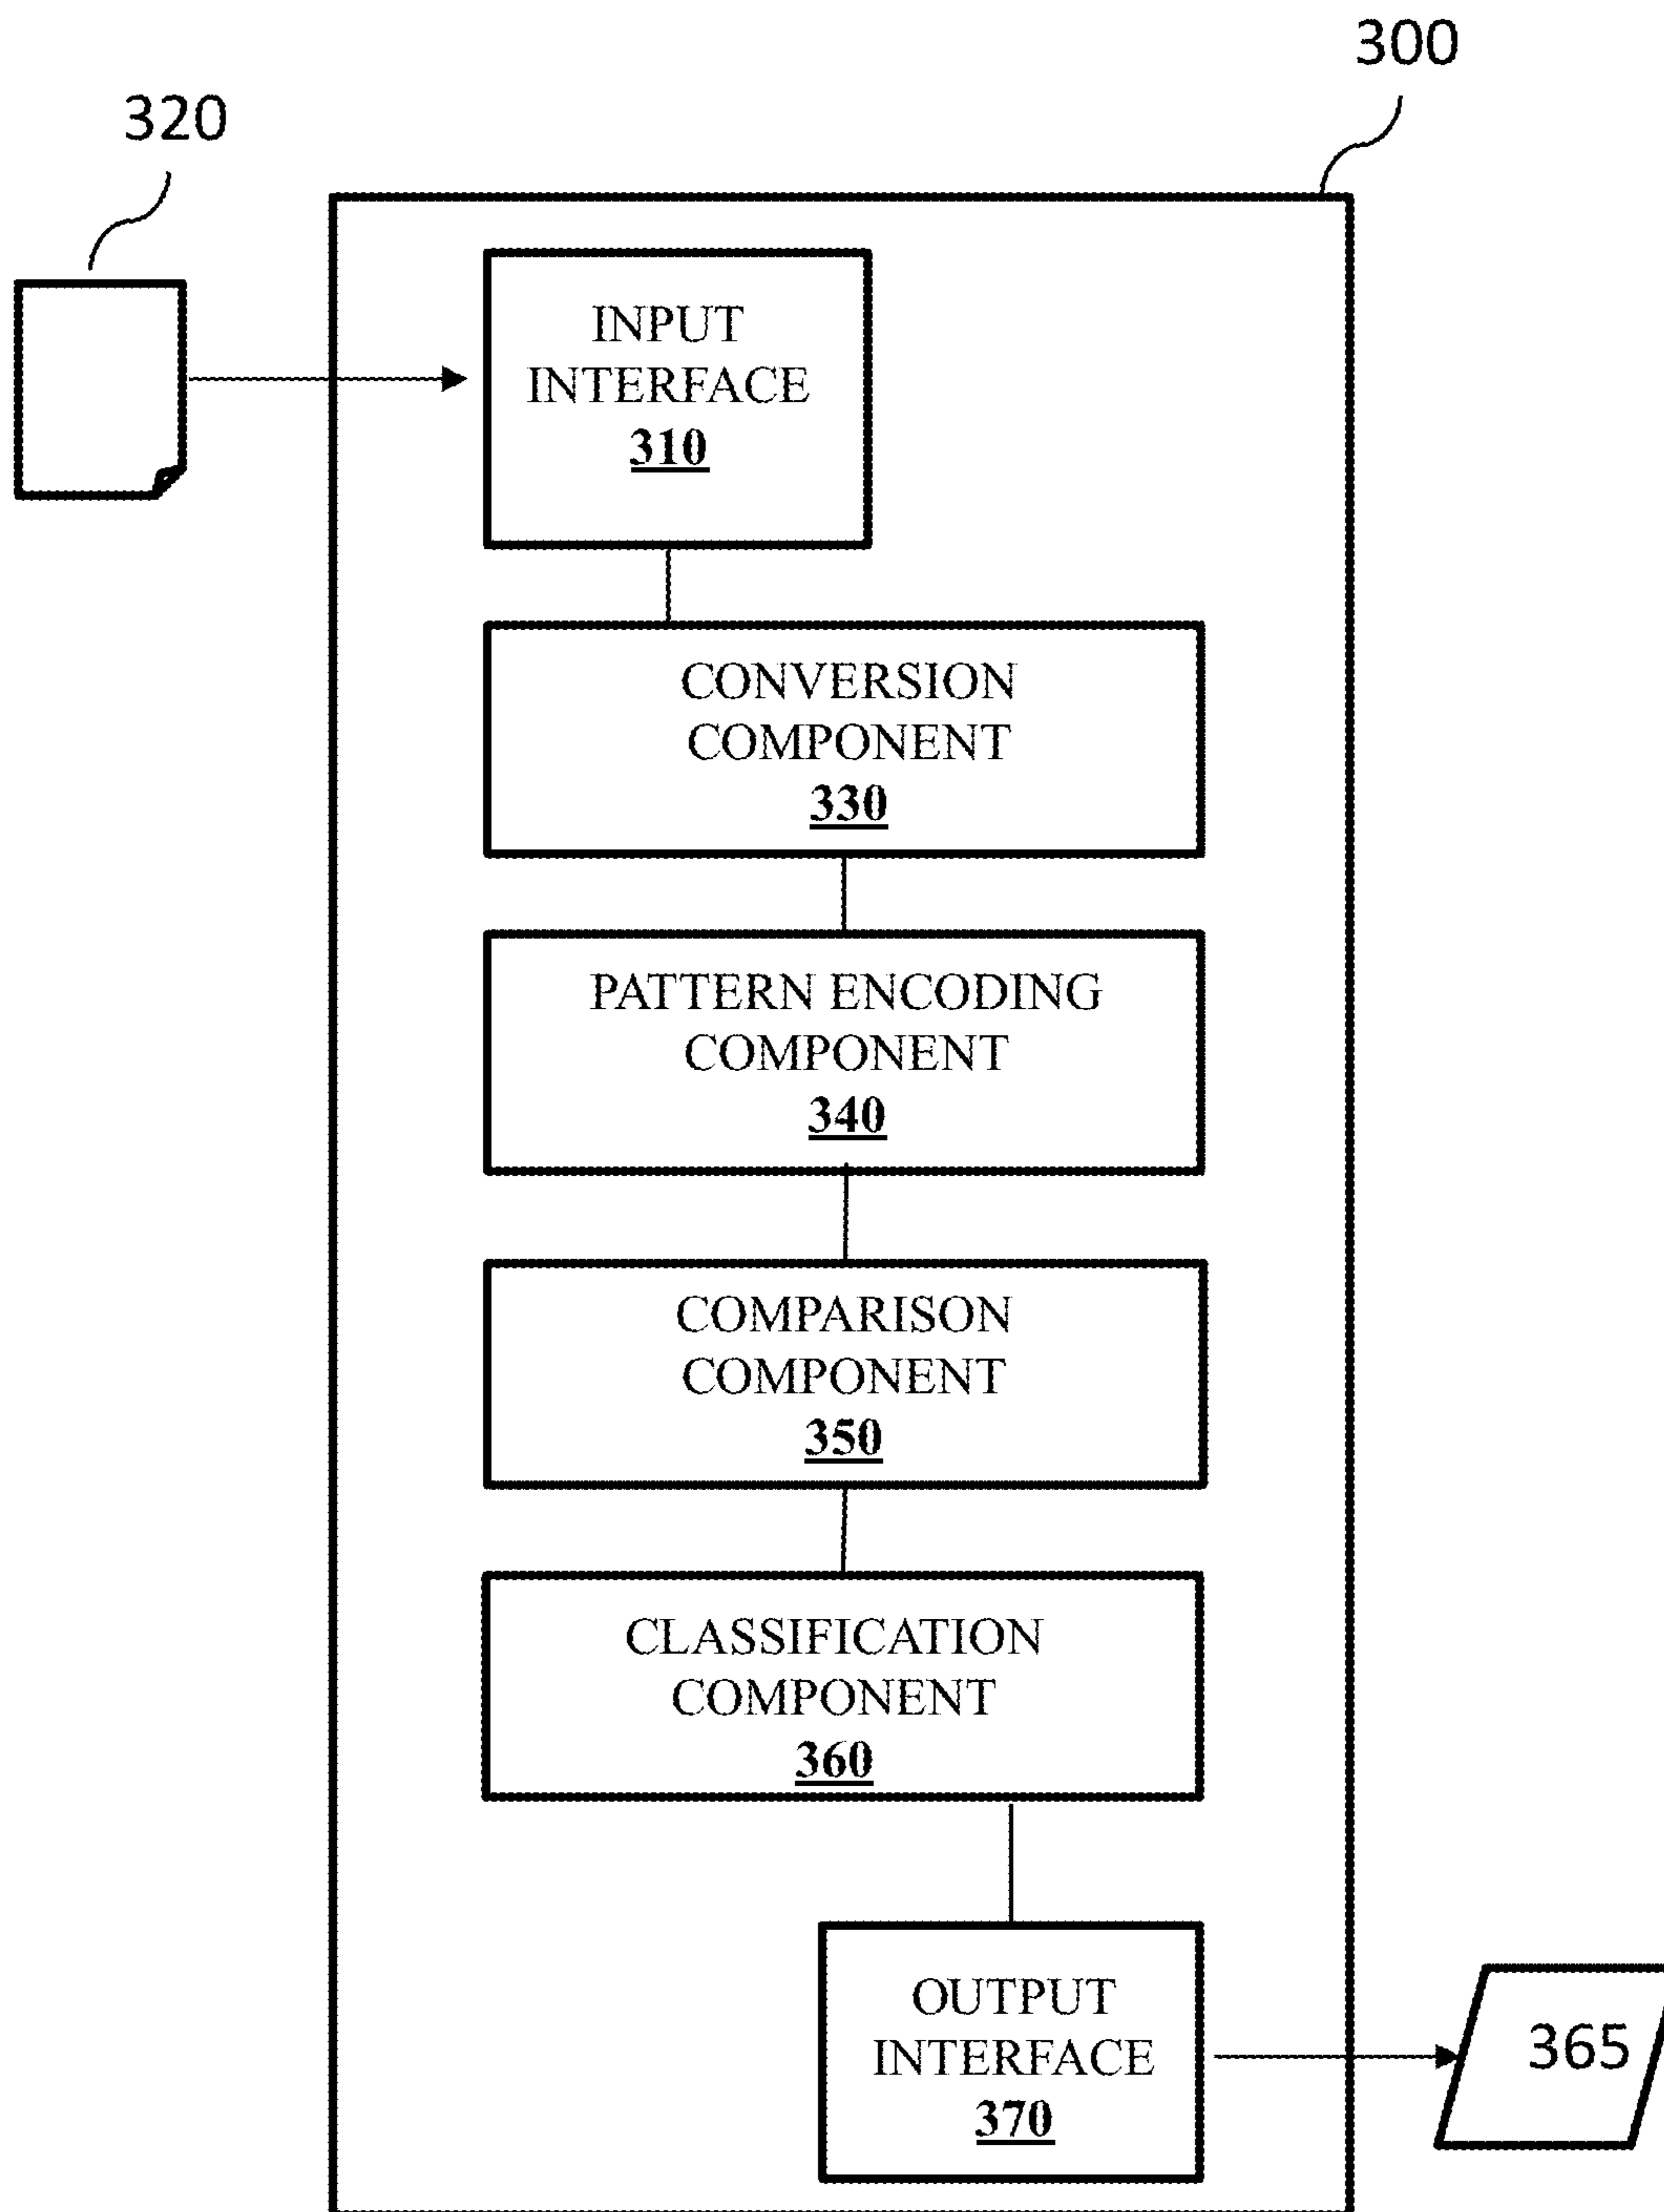 300
320
INPUT
INTERFACE
310
CONVERSION
COMPONENT
330
PATTERN ENCODING
COMPONENT
340
COMPARISON
COMPONENT
350
CLASSIFICATION
COMPONENT
360
OUTPUT
INTERFACE
370
365